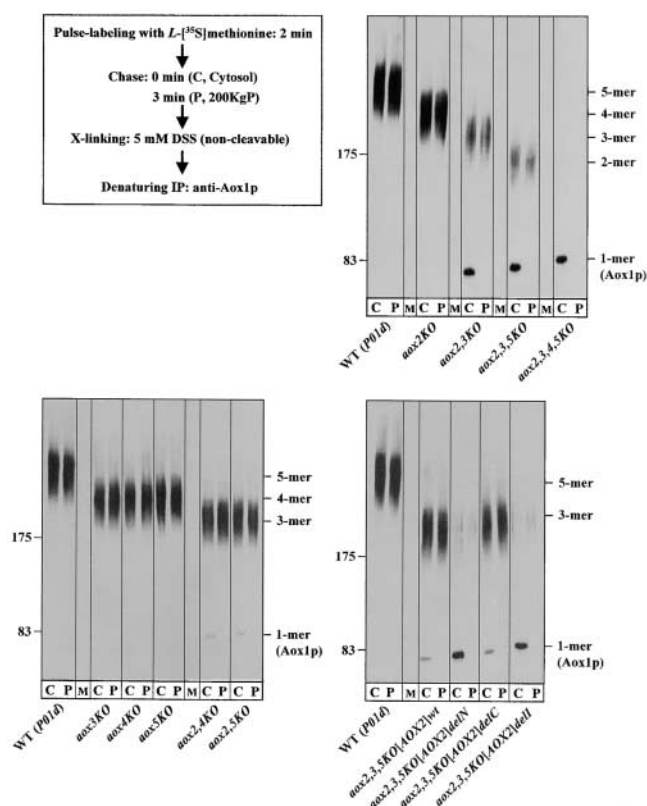 Pulse-labeling with L-[³⁵S]methionine: 2 min
Chase: 0 min (C, Cytosol)
3 min (P, 200KgP)
X-linking: 5 mM DSS (non-cleavable)
Denaturing IP: anti-Aox1p
175
83
5-mer
4-mer
3-mer
2-mer
1-mer
(Aox1p)
C P M C P M C P M C P M C P
WT (P01d)
aox2KO
aox2,3KO
aox2,3,5KO
aox2,3,4,5KO
175
83
5-mer
4-mer
3-mer
1-mer
(Aox1p)
C P M C P C P C P M C P C P
WT (P01d)
aox3KO
aox4KO
aox5KO
aox2,4KO
aox2,5KO
175
83
5-mer
3-mer
1-mer
(Aox1p)
C P M C P C P C P C P
WT (P01d)
aox2,3,5KO[AOX2]wt
aox2,3,5KO[AOX2]delN
aox2,3,5KO[AOX2]delC
aox2,3,5KO[AOX2]delI